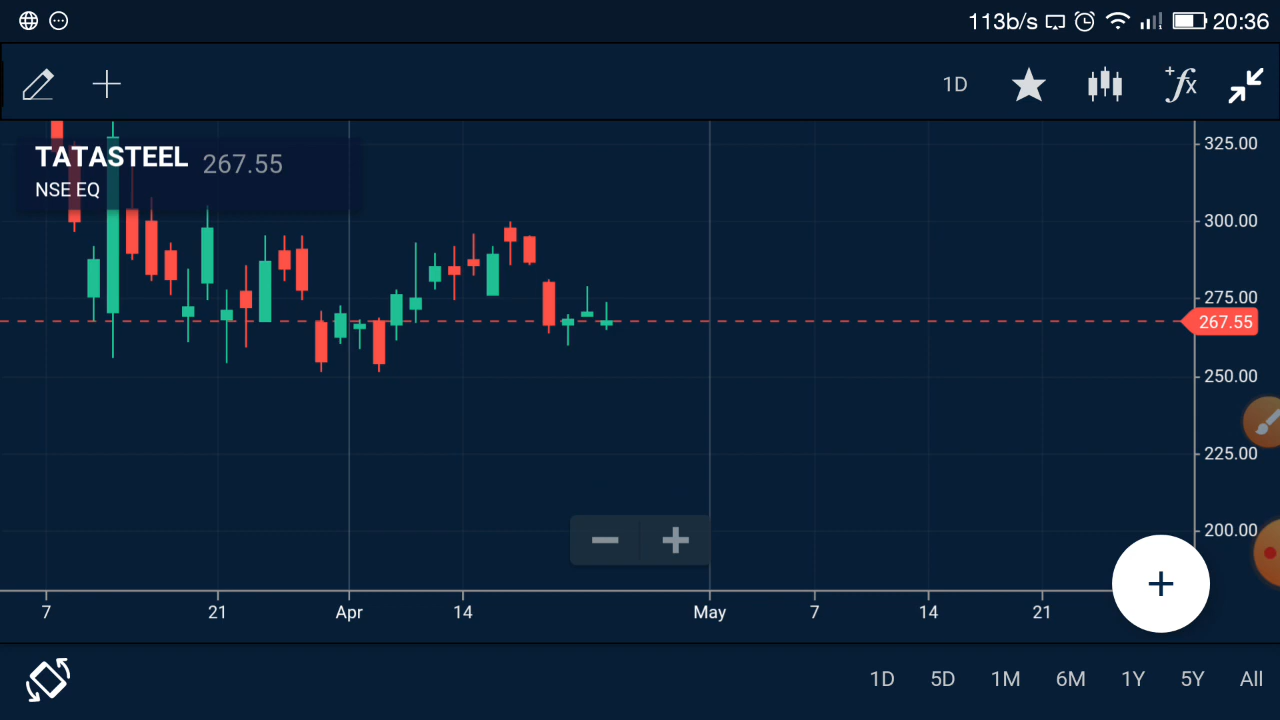 113b/s 20:36
1D +fx
TATASTEEL 267.55
NSE EQ
325.00
300.00
275.00
267.55
250.00
225.00
200.00
7 21 Apr 14 May 7 14 21
1D 5D 1M 6M 1Y 5Y All